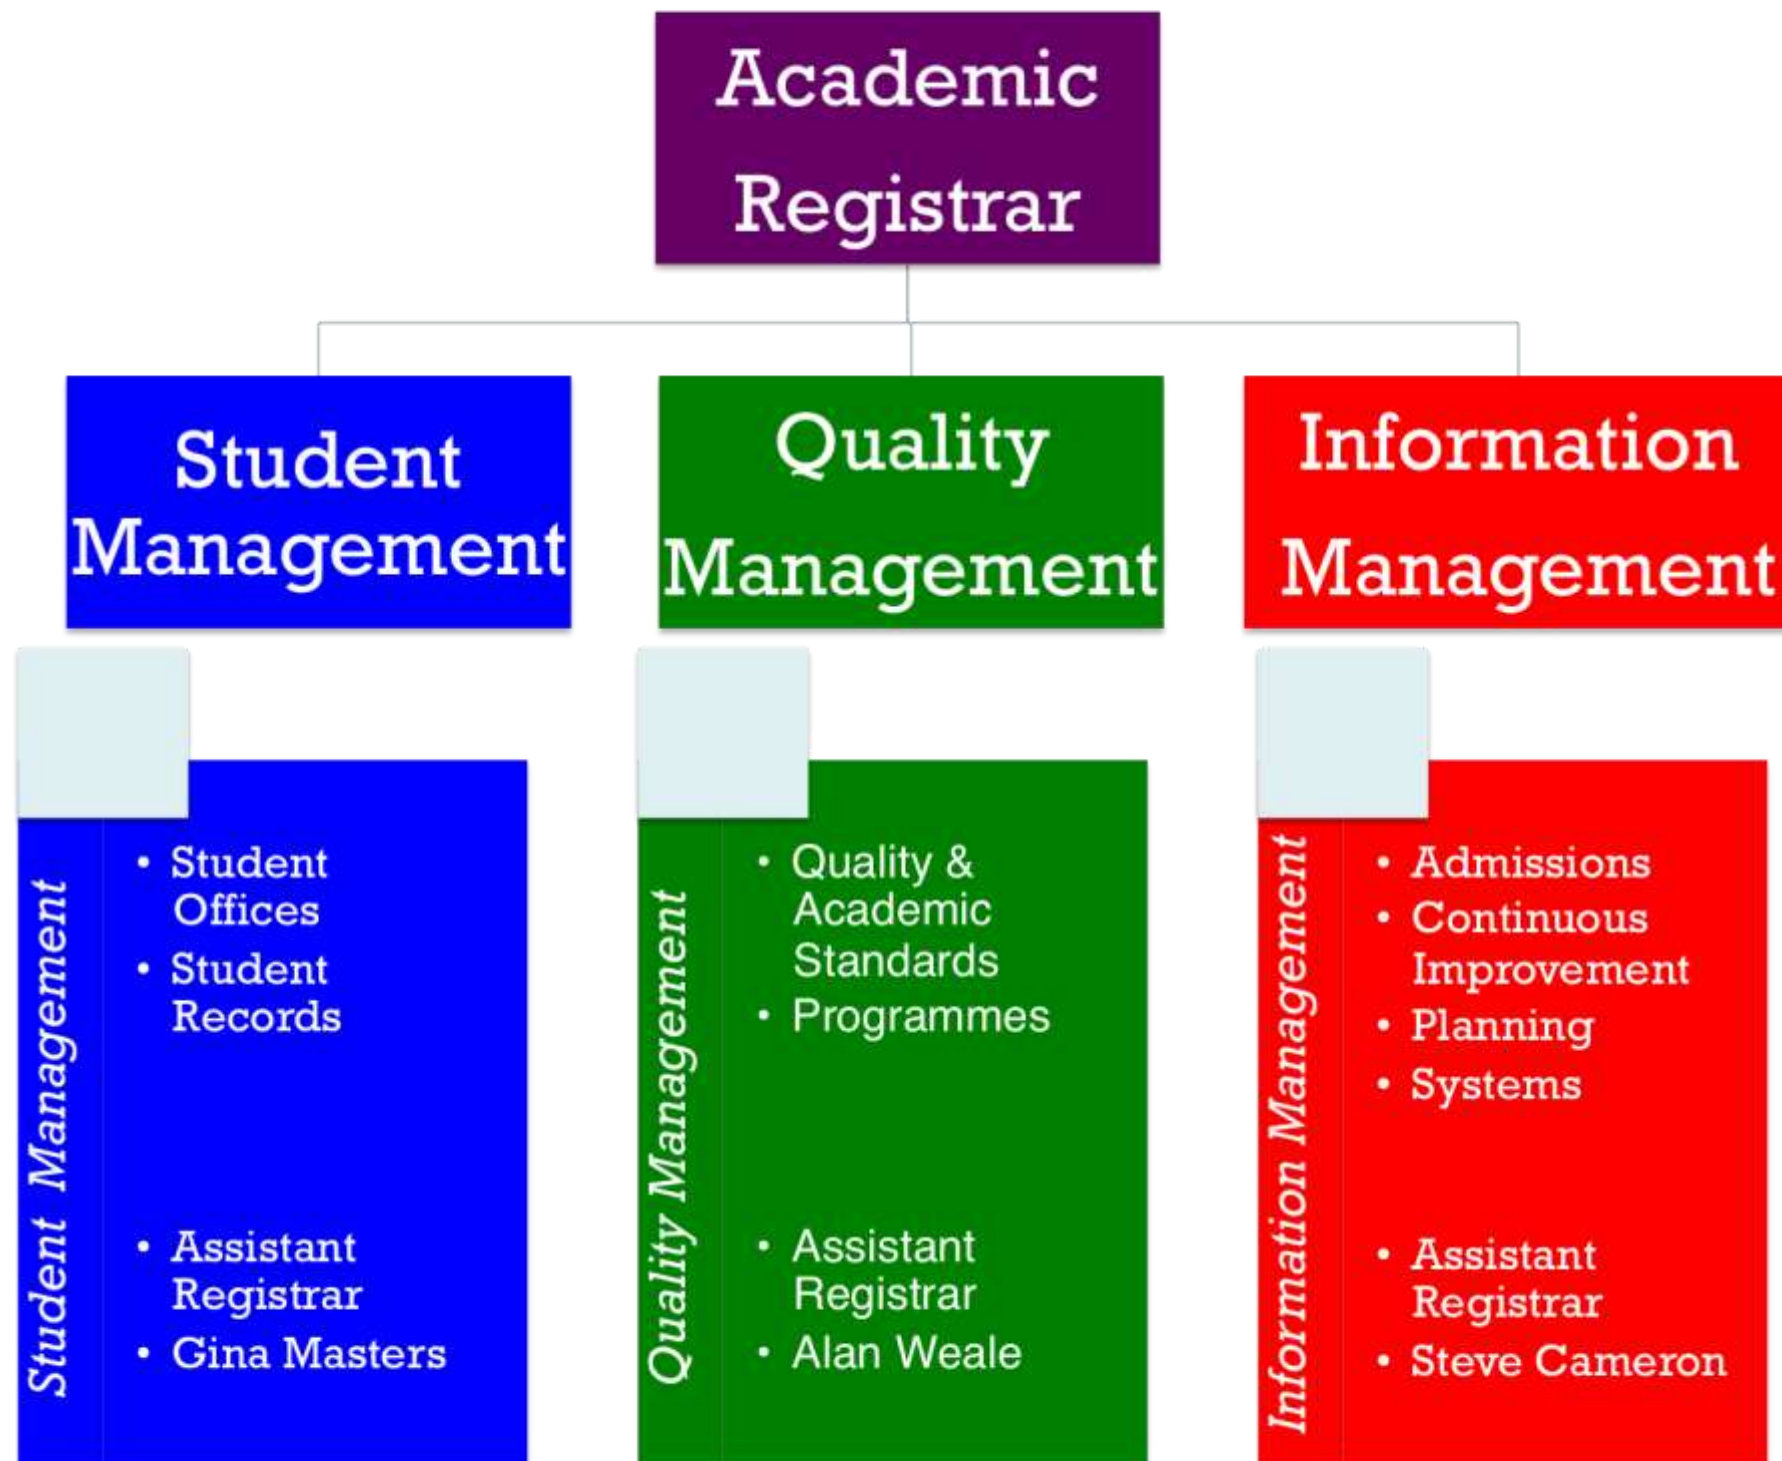 Academic
Registrar
Student
Management
Quality
Management
Information
Management
Student Management
• Student
Offices
• Student
Records
• Assistant
Registrar
• Gina Masters
Quality Management
• Quality &
Academic
Standards
• Programmes
• Assistant
Registrar
• Alan Weale
Information Management
• Admissions
• Continuous
Improvement
• Planning
• Systems
• Assistant
Registrar
• Steve Cameron